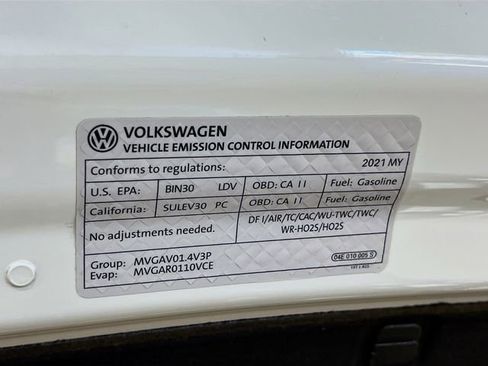 VOLKSWAGEN
VEHICLE EMISSION CONTROL INFORMATION
Conforms to regulations: 2021 MY
U.S. EPA: BIN30 LDV OBD: CA II Fuel: Gasoline
California: SULEV30 PC OBD: CA II Fuel: Gasoline
No adjustments needed. DFI/AIR/TC/CAC/WU-TWC/TWC/
WR-HO2S/HO2S
Group: MVGAV01.4V3P
Evap: MVGAR0110VCE
04E 010 005 S